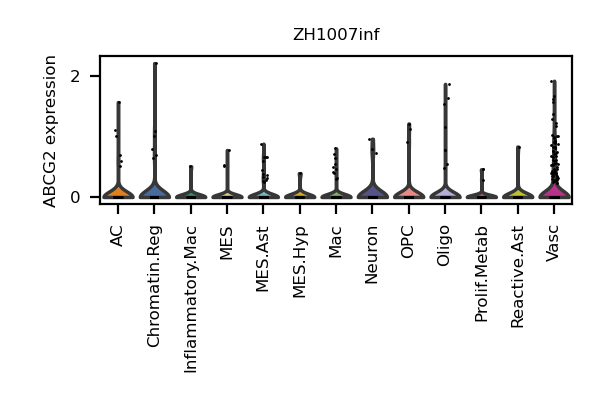 ZH1007inf
ABCG2 expression
2
0
AC
Chromatin.Reg
Inflammatory.Mac
MES
MES.Ast
MES.Hyp
Mac
Neuron
OPC
Oligo
Prolif.Metab
Reactive.Ast
Vasc